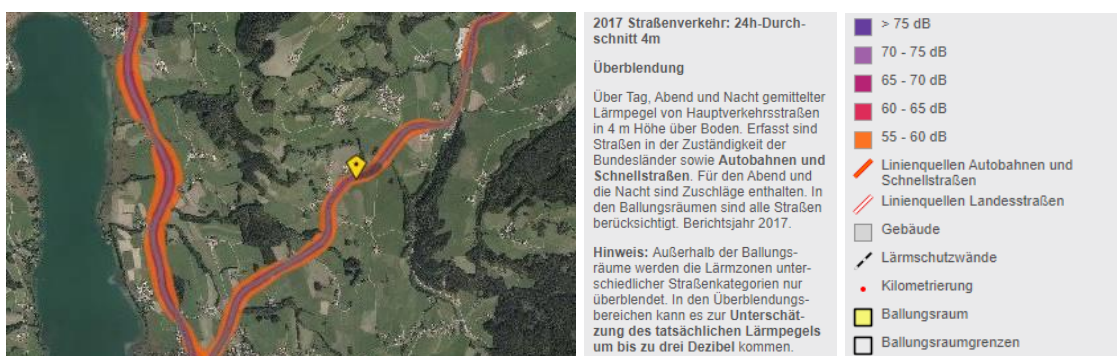 2017 Straßenverkehr: 24h-Durch-
schnitt 4m
Überblendung
Über Tag, Abend und Nacht gemittelter
Lärmpegel von Hauptverkehrsstraßen
in 4 m Höhe über Boden. Erfasst sind
Straßen in der Zuständigkeit der
Bundesländer sowie Autobahnen und
Schnellstraßen. Für den Abend und
die Nacht sind Zuschläge enthalten. In
den Ballungsräumen sind alle Straßen
berücksichtigt. Berichtsjahr 2017.
Hinweis: Außerhalb der Ballungs-
räume werden die Lärmzonen unter-
schiedlicher Straßenkategorien nur
überblendet. In den Überblendungs-
bereichen kann es zur Unterschät-
zung des tatsächlichen Lärmpegels
um bis zu drei Dezibel kommen.
> 75 dB
70 - 75 dB
65 - 70 dB
60 - 65 dB
55 - 60 dB
Linienquellen Autobahnen und
Schnellstraßen
Linienquellen Landesstraßen
Gebäude
Lärmschutzwände
Kilometrierung
Ballungsraum
Ballungsraumgrenzen